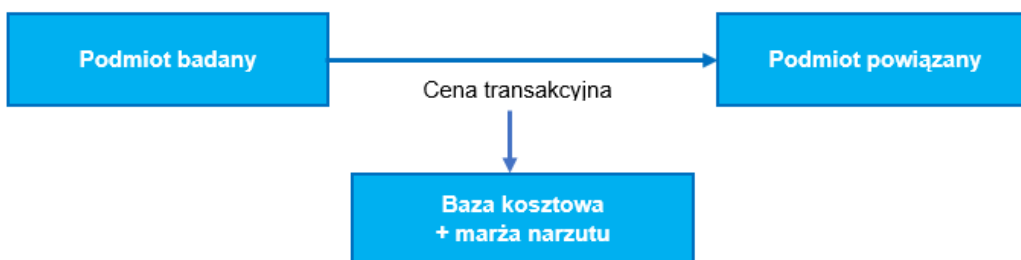 Podmiot badany
Podmiot powiązany
Cena transakcyjna
Baza kosztowa
+ marża narzutu